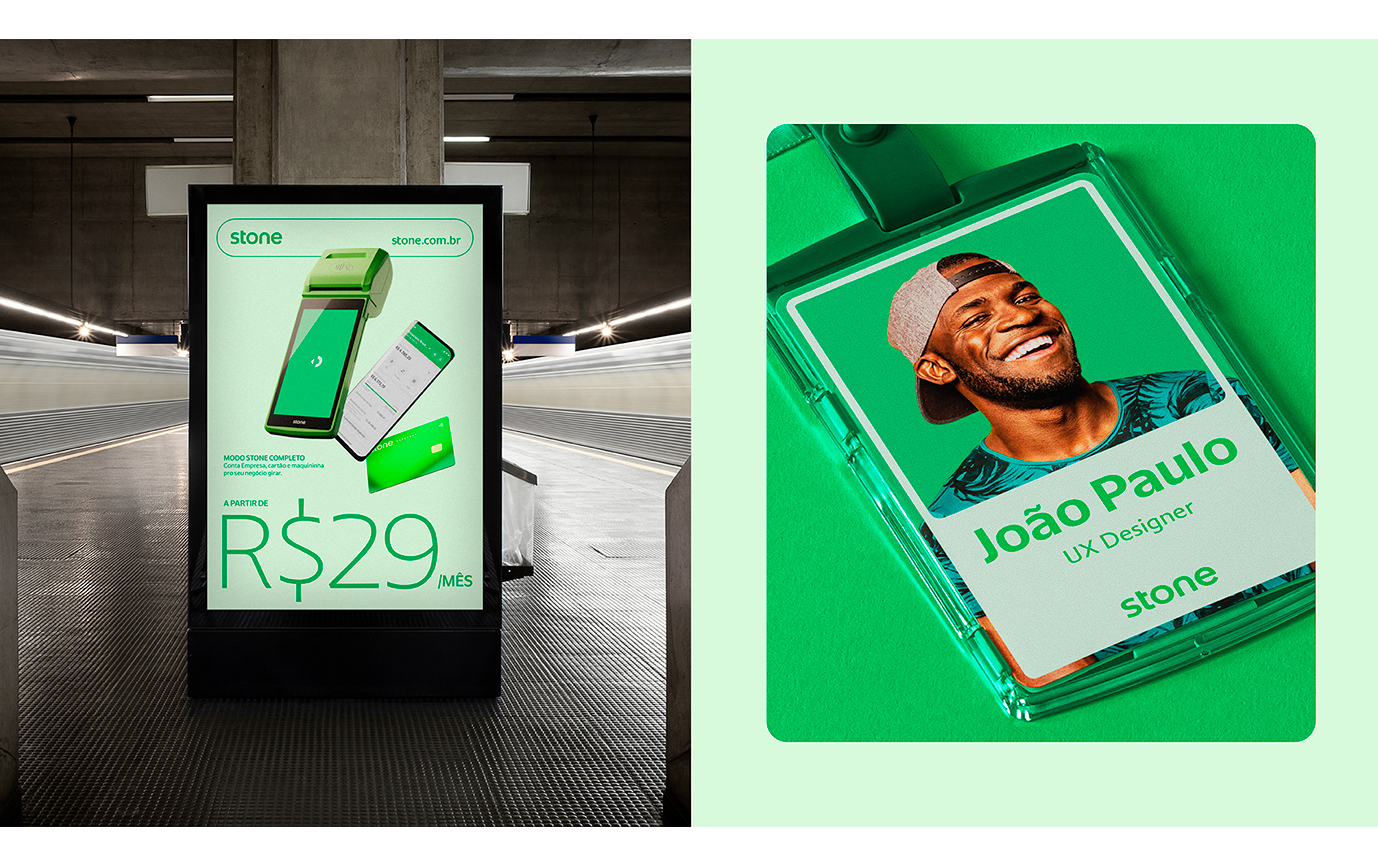 stone
stone.com.br
stone
stone
MODO STONE COMPLETO
Conta Empresa, cartão e maquininha
pro seu negócio girar.
A PARTIR DE
R$29/MÊS
João Paulo
UX Designer
stone